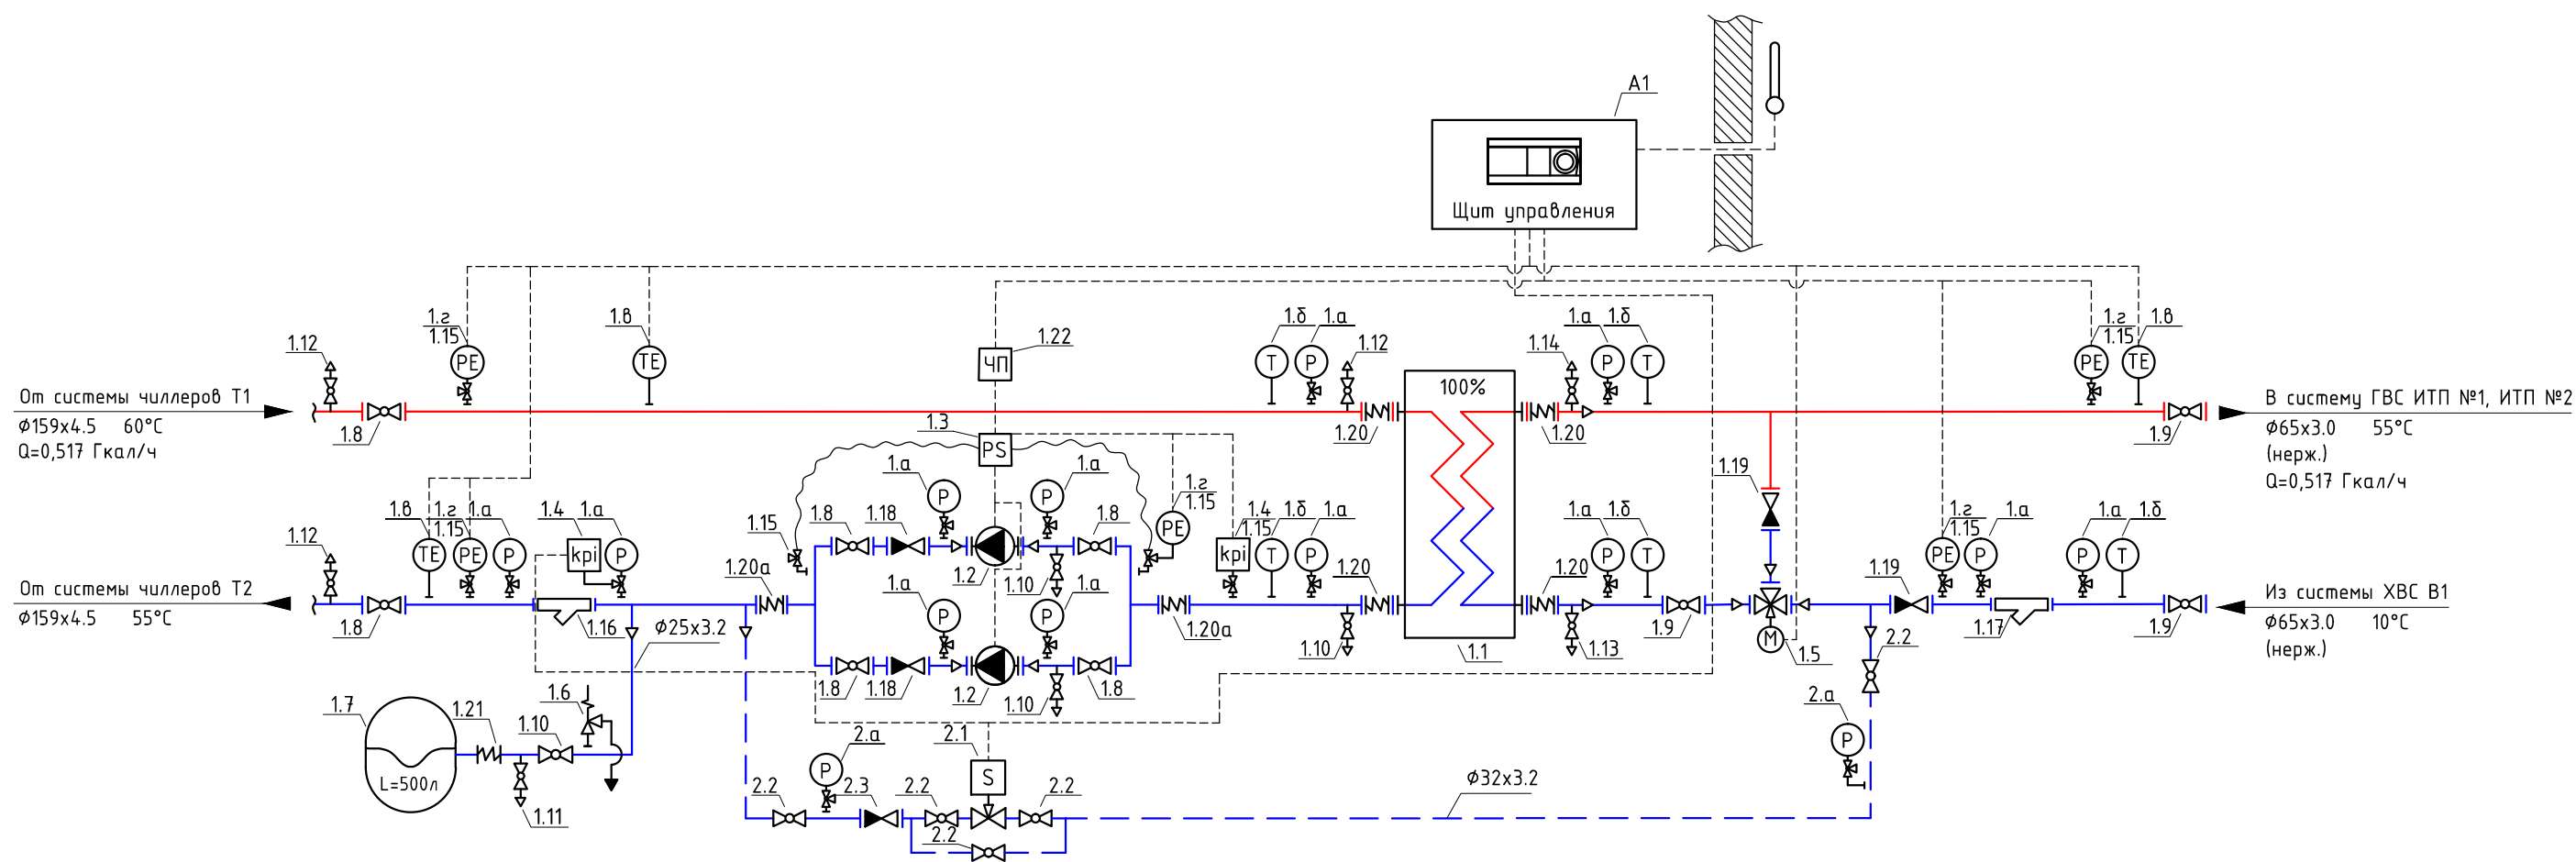 А1
Щит управления
1.12
1.г
1.15
PE
1.в
TE
ЧП
1.22
1.б
1.а
T
P
1.12
1.14
1.а
1.б
P
T
1.г
1.15
PE
1.в
TE
100%
От системы чиллеров Т1
Ø159х4.5 60°C
Q=0,517 Гкал/ч
1.8
1.20
1.20
1.9
В систему ГВС ИТП №1, ИТП №2
Ø65х3.0 55°C
(нерж.)
Q=0,517 Гкал/ч
1.3
PS
1.а
P
1.а
P
1.19
1.12
1.в
TE
1.г
1.15
PE
1.а
P
1.4
kpi
1.а
P
1.15
1.8
1.18
1.2
1.10
1.8
1.г
1.15
PE
1.4
1.15
kpi
1.б
T
1.а
P
1.а
P
1.б
T
1.г
1.15
PE
1.а
P
1.а
P
1.б
T
От системы чиллеров Т2
Ø159х4.5 55°C
1.8
1.16
Ø25х3.2
1.20а
1.а
P
1.а
P
1.20а
1.20
1.10
1.1
1.20
1.13
1.9
М
1.5
1.19
2.2
1.17
1.9
Из системы ХВС В1
Ø65х3.0 10°C
(нерж.)
1.8
1.18
1.2
1.10
1.8
1.7
L=500л
1.21
1.10
1.6
1.11
2.а
P
2.1
S
2.2
2.3
2.2
2.2
2.2
Ø32х3.2
2.а
P